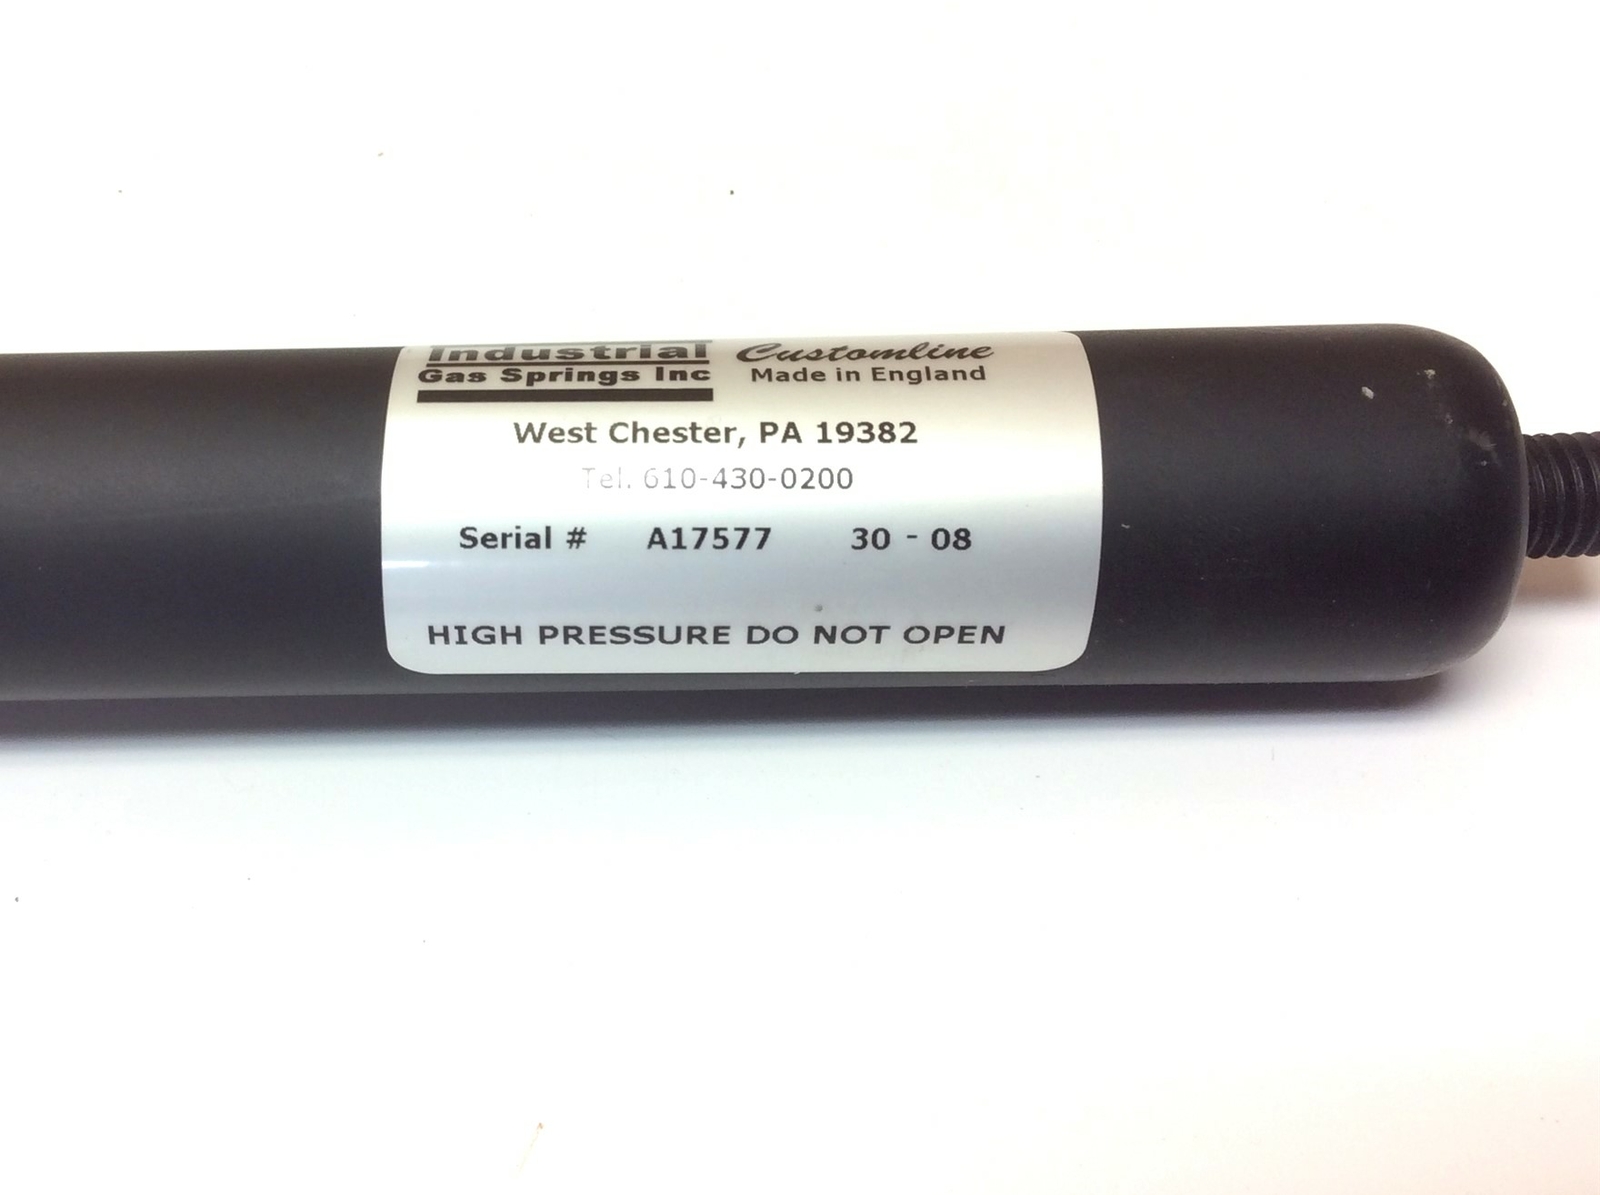 Industrial Customline
Gas Springs Inc Made in England
West Chester, PA 19382
Tel. 610-430-0200
Serial # A17577 30 - 08
HIGH PRESSURE DO NOT OPEN